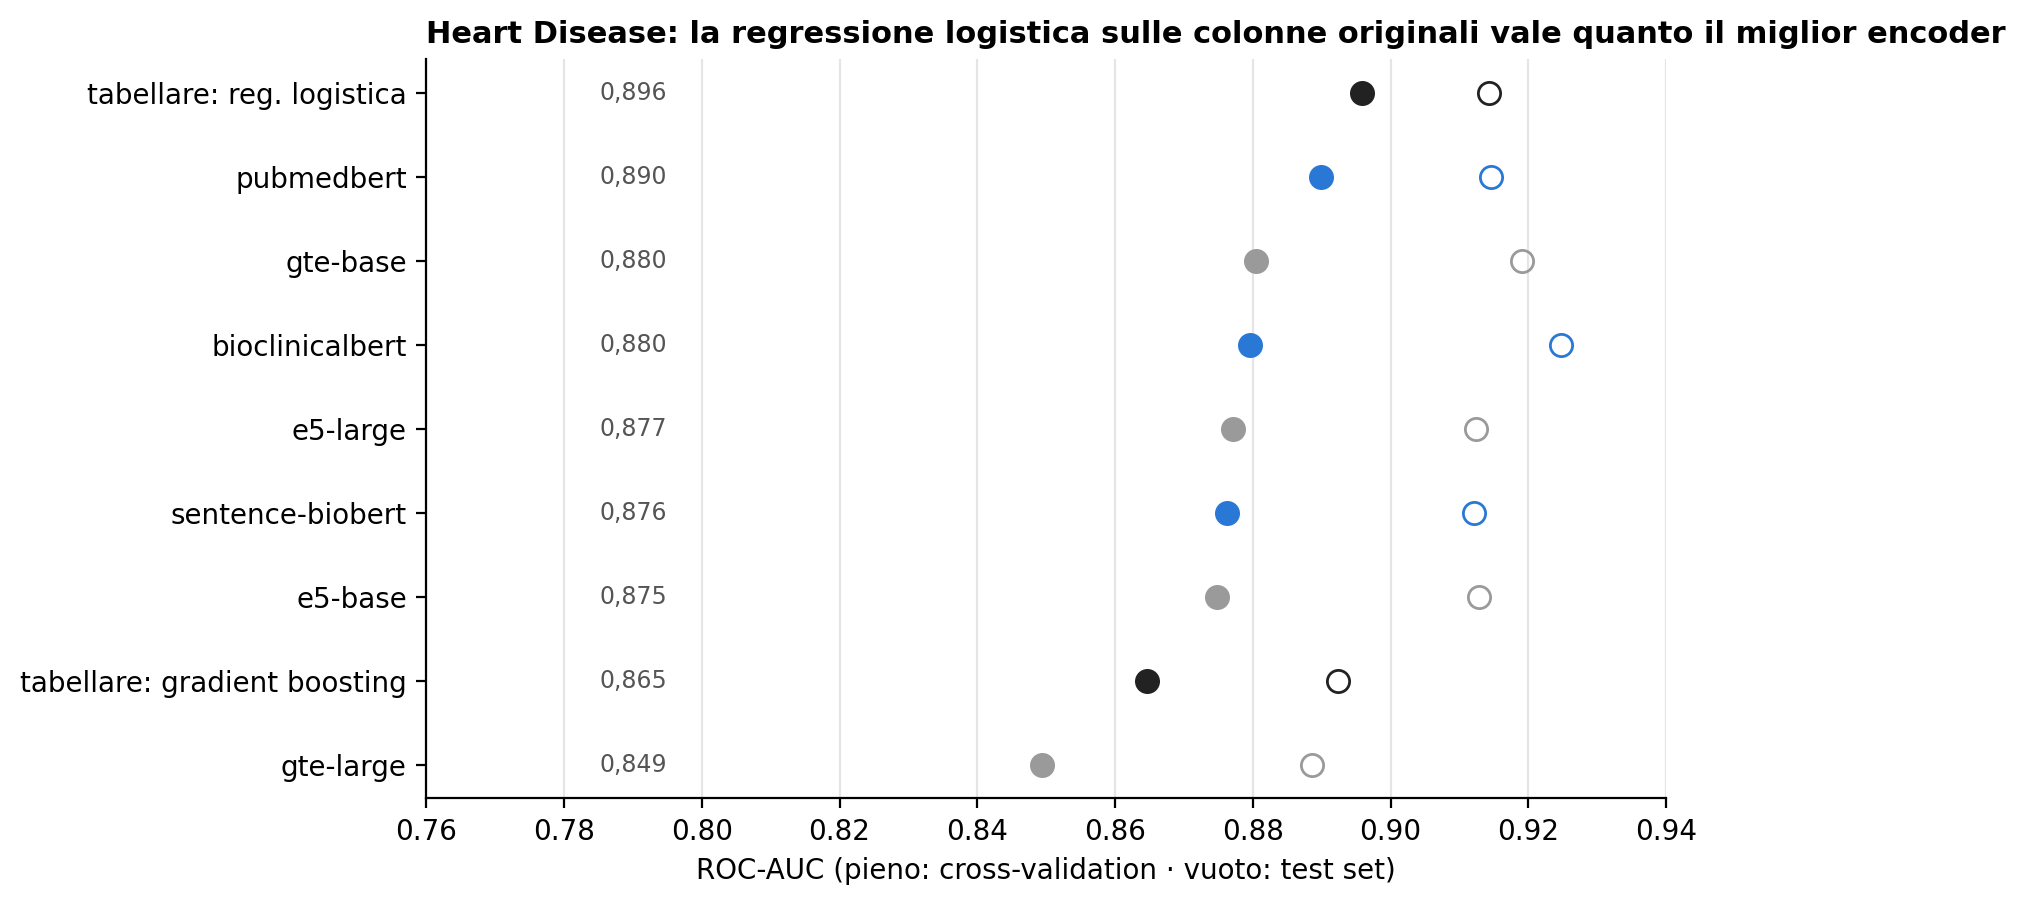 Heart Disease: la regressione logistica sulle colonne originali vale quanto il miglior encoder
tabellare: reg. logistica 0,896
pubmedbert 0,890
gte-base 0,880
bioclinicalbert 0,880
e5-large 0,877
sentence-biobert 0,876
e5-base 0,875
tabellare: gradient boosting 0,865
gte-large 0,849
0.76 0.78 0.80 0.82 0.84 0.86 0.88 0.90 0.92 0.94
ROC-AUC (pieno: cross-validation · vuoto: test set)